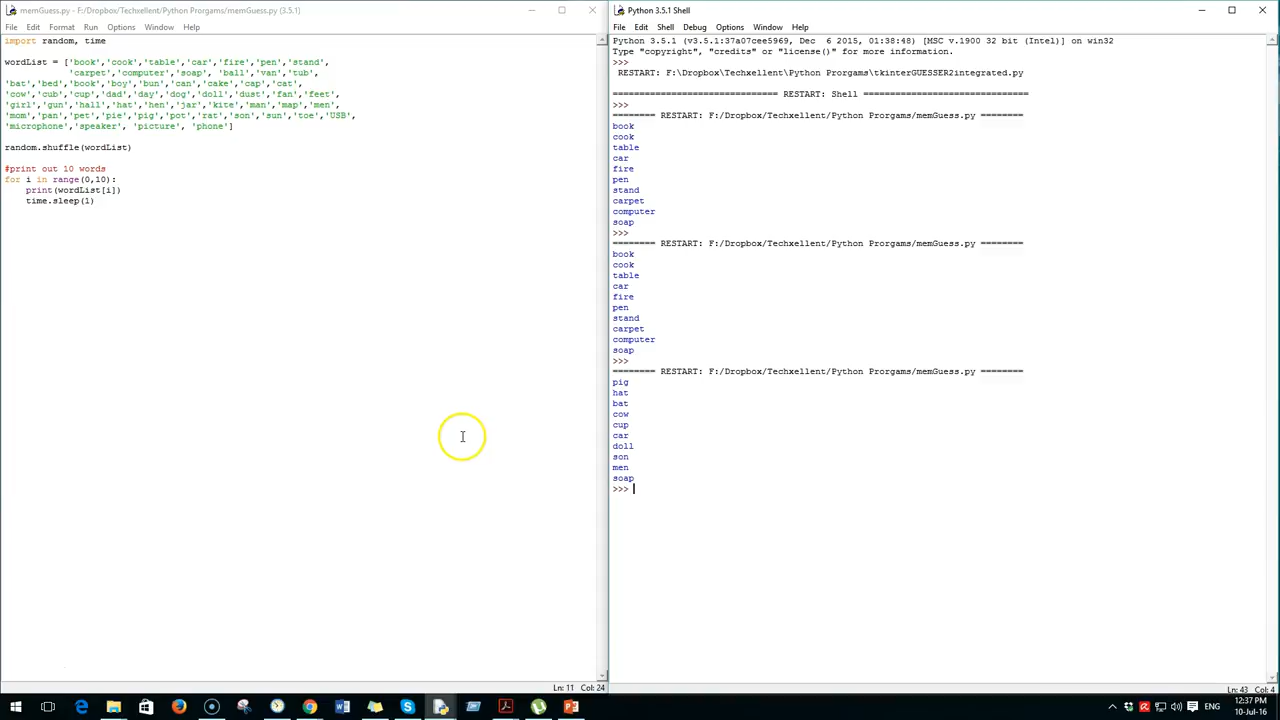 memGuess.py - F:/Dropbox/Techxellent/Python Prorgams/memGuess.py (3.5.1)
File Edit Format Run Options Window Help
import random, time
wordList = ['book','cook','table','car','fire','pen','stand',
'carpet','computer','soap', 'ball','van','tub',
'bat','bed','book','boy','bun','can','cake','cap','cat',
'cow','cub','cup','dad','day','dog','doll','dust','fan','feet',
'girl','gun','hall','hat','hen','jar','kite','man','map','men',
'mom','pan','pet','pie','pig','pot','rat','son','sun','toe','USB',
'microphone','speaker', 'picture', 'phone']
random.shuffle(wordList)
#print out 10 words
for i in range(0,10):
print(wordList[i])
time.sleep(1)
Ln: 11 Col: 24
Python 3.5.1 Shell
File Edit Shell Debug Options Window Help
Python 3.5.1 (v3.5.1:37a07cee5969, Dec 6 2015, 01:38:48) [MSC v.1900 32 bit (Intel)] on win32
Type "copyright", "credits" or "license()" for more information.
>>>
RESTART: F:\Dropbox\Techxellent\Python Prorgams\tkinterGUESSER2integrated.py
=============================== RESTART: Shell ===============================
>>>
======== RESTART: F:/Dropbox/Techxellent/Python Prorgams/memGuess.py ========
book
cook
table
car
fire
pen
stand
carpet
computer
soap
>>>
======== RESTART: F:/Dropbox/Techxellent/Python Prorgams/memGuess.py ========
book
cook
table
car
fire
pen
stand
carpet
computer
soap
>>>
======== RESTART: F:/Dropbox/Techxellent/Python Prorgams/memGuess.py ========
pig
hat
bat
cow
cup
car
doll
son
men
soap
>>>
Ln: 43 Col: 4
ENG
12:37 PM
10-Jul-16